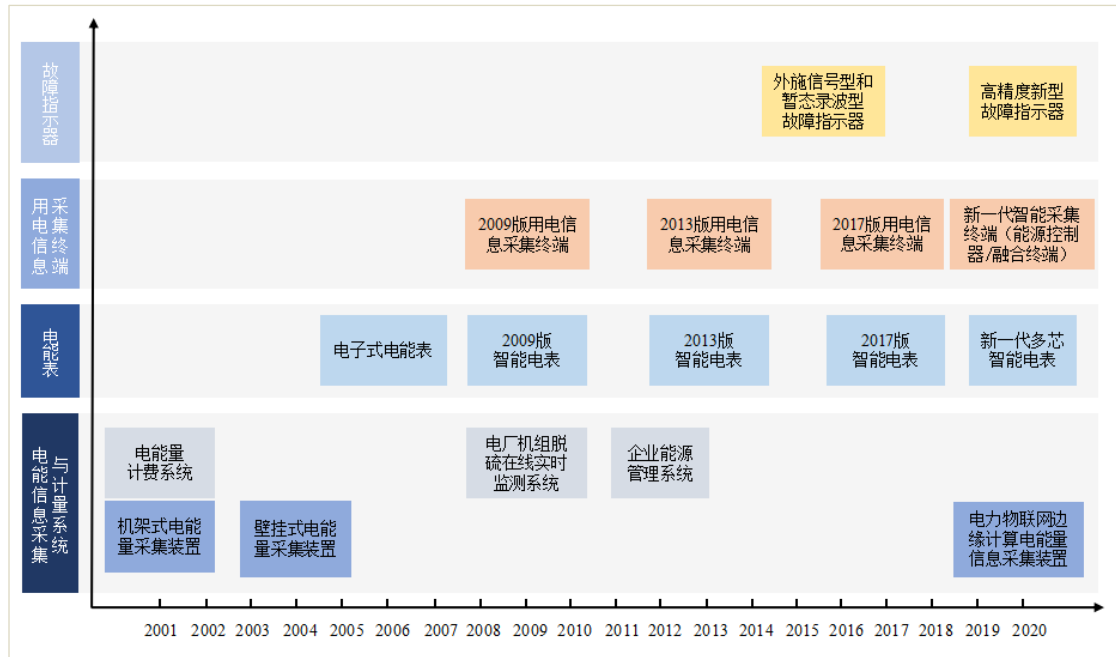 故障指示器
外施信号型和
暂态录波型
故障指示器
高精度新型
故障指示器
用电信息
采集终端
2009版用电信
息采集终端
2013版用电信
息采集终端
2017版用电信
息采集终端
新一代智能采集
终端（能源控制
器/融合终端）
电能表
电子式电能表
2009版
智能电表
2013版
智能电表
2017版
智能电表
新一代多芯
智能电表
电能信息采集
与计量系统
电能量
计费系统
电厂机组脱
硫在线实时
监测系统
企业能源
管理系统
机架式电能
量采集装置
壁挂式电能
量采集装置
电力物联网边
缘计算电能量
信息采集装置
2001 2002 2003 2004 2005 2006 2007 2008 2009 2010 2011 2012 2013 2014 2015 2016 2017 2018 2019 2020